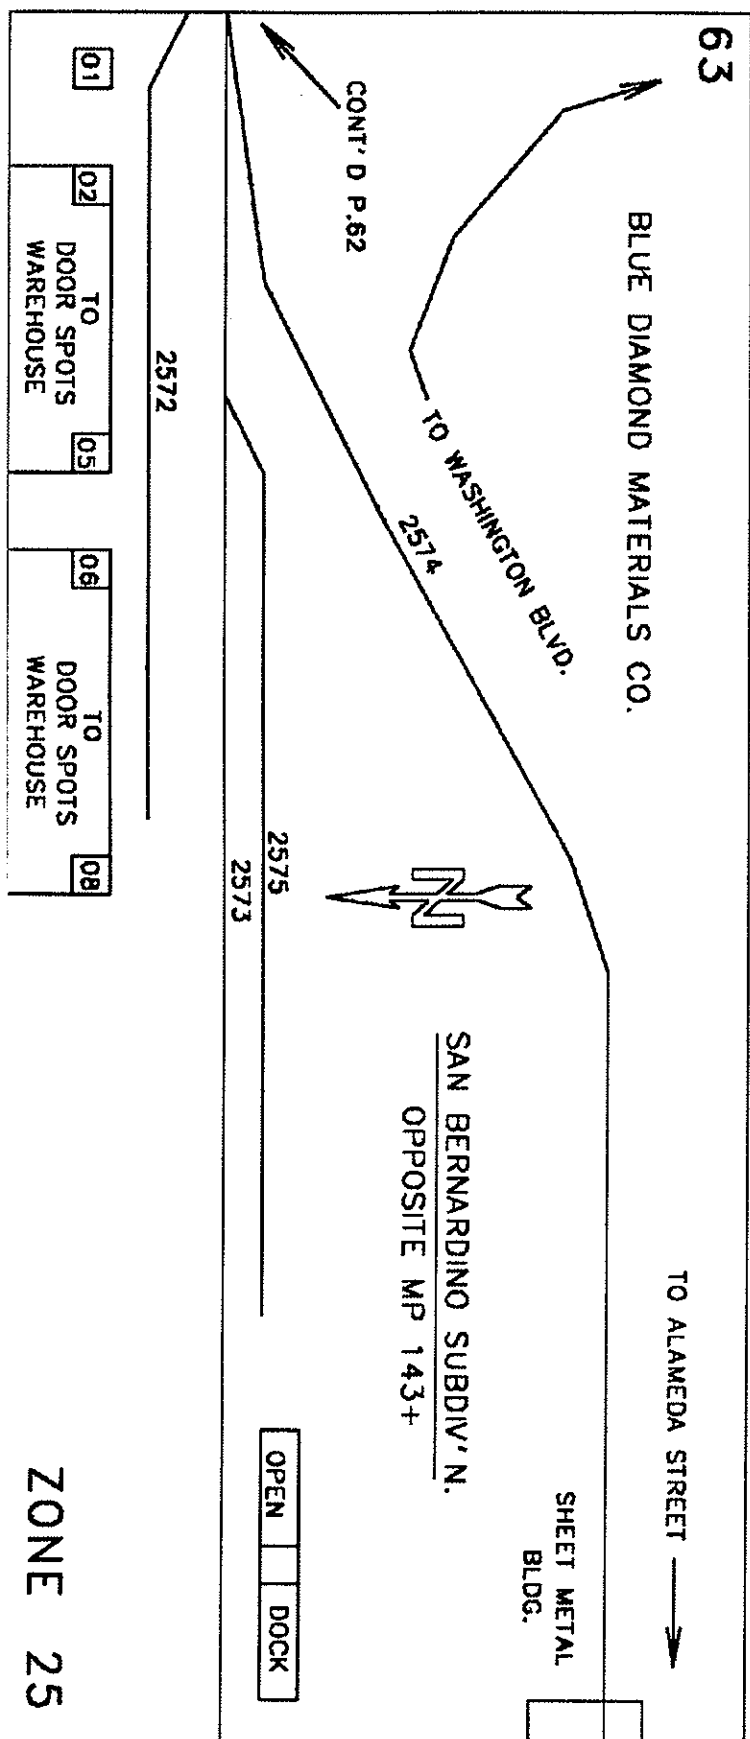 63
BLUE DIAMOND MATERIALS CO.
TO ALAMEDA STREET
TO WASHINGTON BLVD.
SHEET METAL
BLDG.
CONT'D P.62
2574
N
SAN BERNARDINO SUBDIV'N.
OPPOSITE MP 143+
2575
2573
OPEN
DOCK
2572
01
02
TO
05
DOOR SPOTS
WAREHOUSE
06
TO
08
DOOR SPOTS
WAREHOUSE
ZONE 25